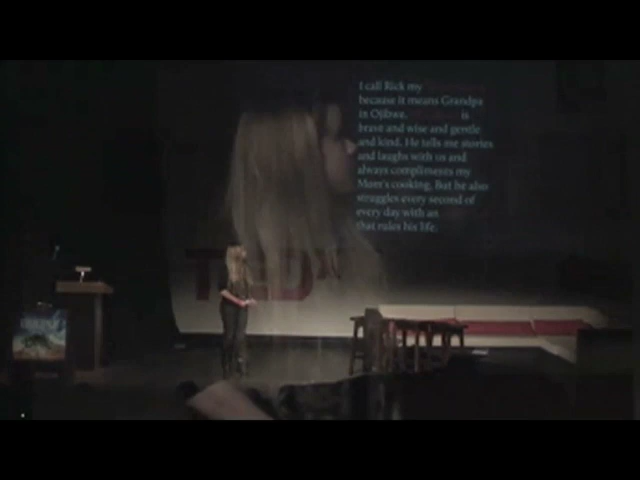 I call Rick my
because it means Grandpa
in Ojibwe. is
brave and wise and gentle
and kind. He tells me stories
and laughs with us and
always compliments my
Mom's cooking. But he also
struggles every second of
every day with an
that rules his life.
TEDx